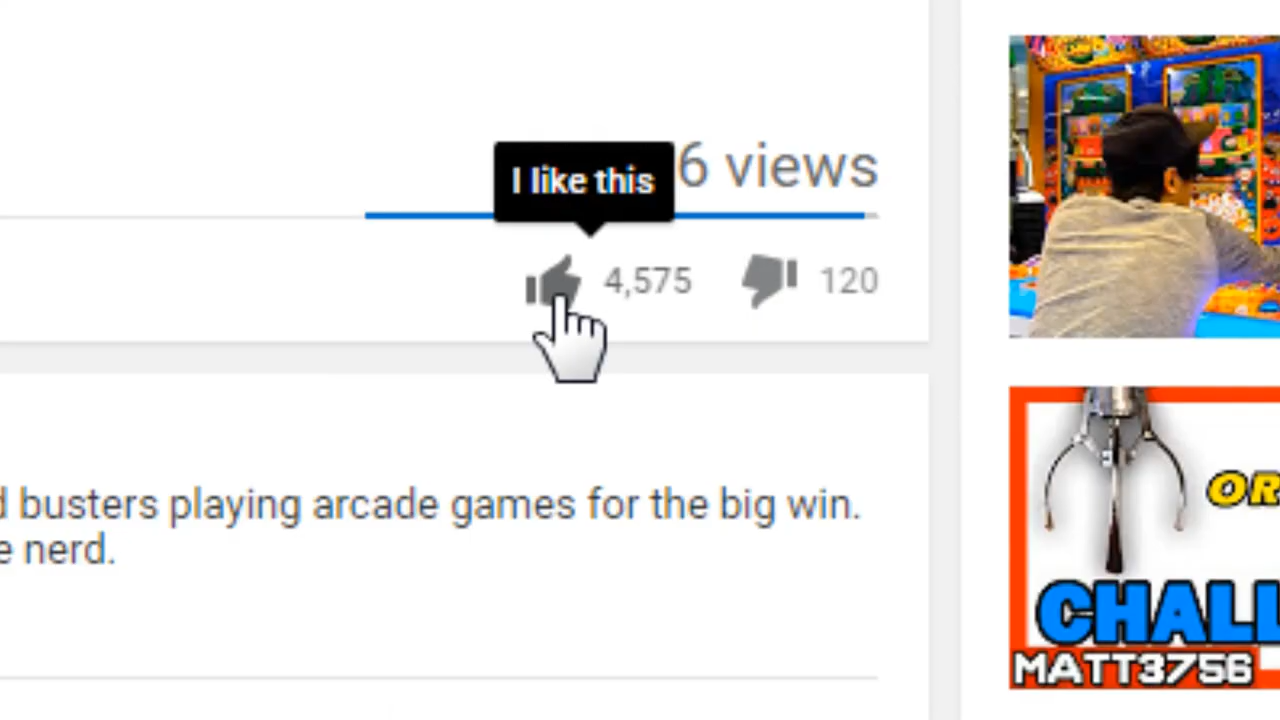 6 views
I like this
4,575
120
d busters playing arcade games for the big win.
e nerd.
OR
CHALL
MATT3756